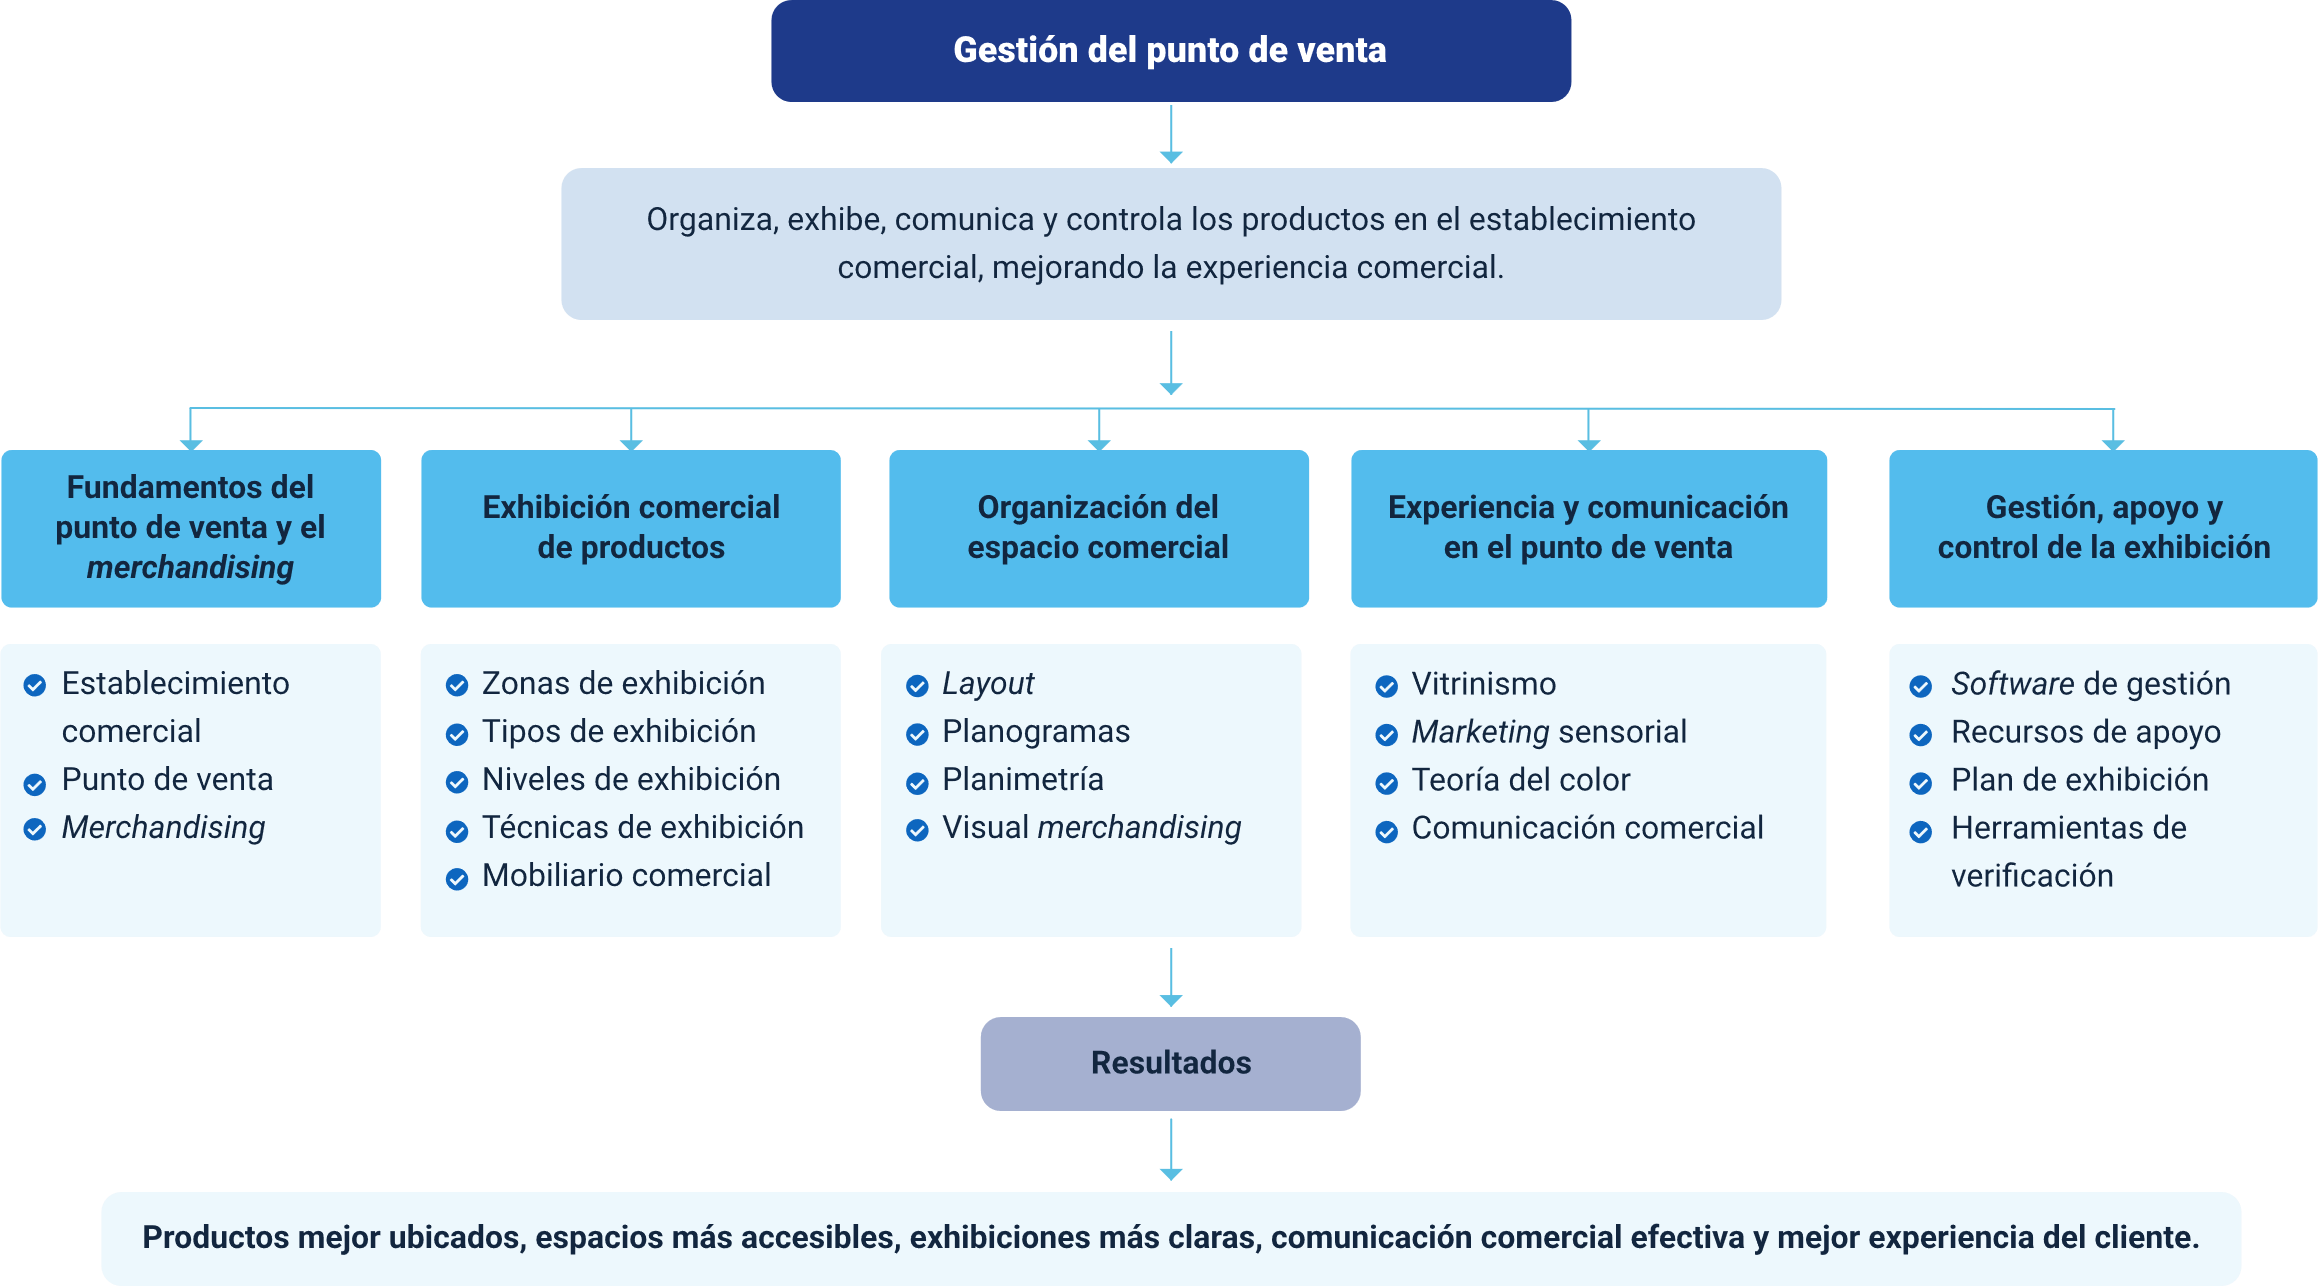 Gestión del punto de venta
Organiza, exhibe, comunica y controla los productos en el establecimiento
comercial, mejorando la experiencia comercial.
Fundamentos del
punto de venta y el
merchandising
Establecimiento
comercial
Punto de venta
Merchandising
Exhibición comercial
de productos
Zonas de exhibición
Tipos de exhibición
Niveles de exhibición
Técnicas de exhibición
Mobiliario comercial
Organización del
espacio comercial
Layout
Planogramas
Planimetría
Visual merchandising
Experiencia y comunicación
en el punto de venta
Vitrinismo
Marketing sensorial
Teoría del color
Comunicación comercial
Gestión, apoyo y
control de la exhibición
Software de gestión
Recursos de apoyo
Plan de exhibición
Herramientas de
verificación
Resultados
Productos mejor ubicados, espacios más accesibles, exhibiciones más claras, comunicación comercial efectiva y mejor experiencia del cliente.